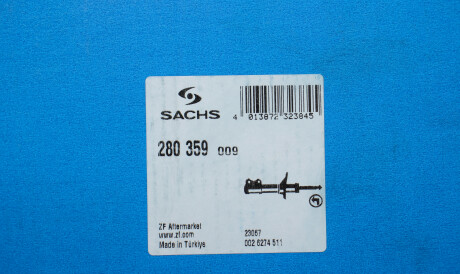 SACHS
4 013872 323845
280 359 009
ZF Aftermarket
www.zf.com
Made in Türkiye
23067
002 6274 511